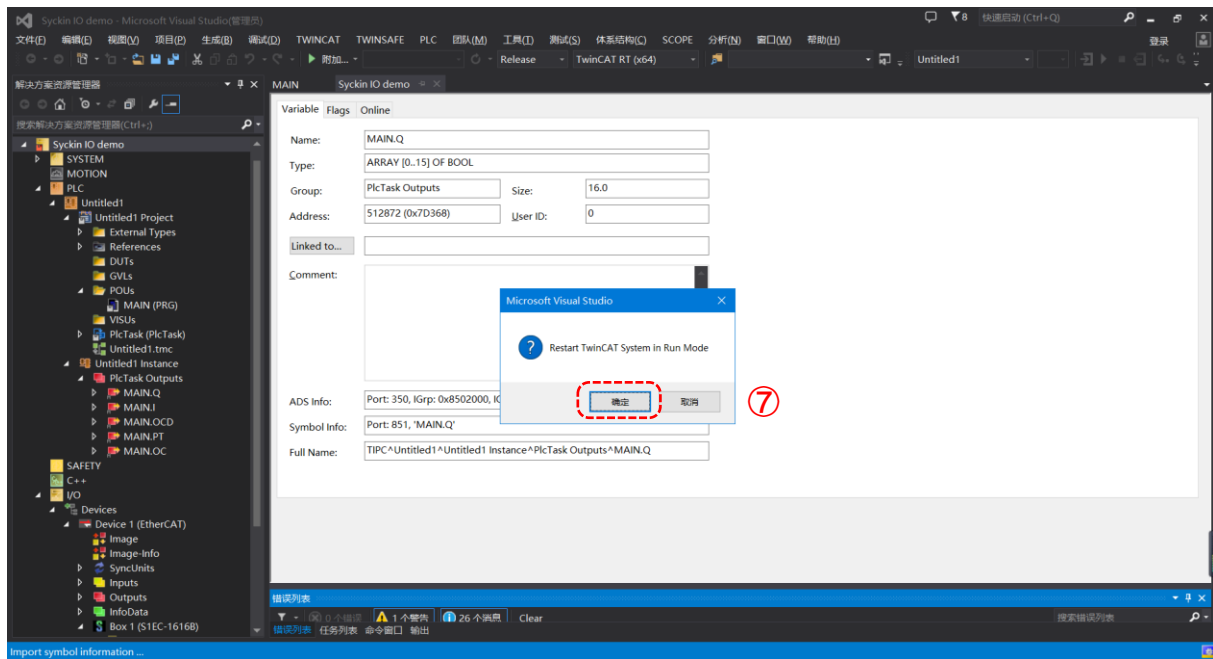 Syckin IO demo - Microsoft Visual Studio(管理员)
8
快速启动 (Ctrl+Q)
文件(F) 编辑(E) 视图(V) 项目(P) 生成(B) 调试(D) TWINCAT TWINSAFE PLC 团队(M) 工具(T) 测试(S) 体系结构(C) SCOPE 分析(N) 窗口(W) 帮助(H)
登录
附加... Release TwinCAT RT (x64) Untitled1
解决方案资源管理器
搜索解决方案资源管理器(Ctrl+;)
Syckin IO demo
SYSTEM
MOTION
PLC
Untitled1
Untitled1 Project
External Types
References
DUTs
GVLs
POUs
MAIN (PRG)
VISUs
PlcTask (PlcTask)
Untitled1.tmc
Untitled1 Instance
PlcTask Outputs
MAIN.Q
MAIN.I
MAIN.OCD
MAIN.PT
MAIN.OC
SAFETY
C++
I/O
Devices
Device 1 (EtherCAT)
Image
Image-Info
SyncUnits
Inputs
Outputs
InfoData
Box 1 (S1EC-1616B)
MAIN Syckin IO demo
Variable Flags Online
Name: MAIN.Q
Type: ARRAY [0..15] OF BOOL
Group: PlcTask Outputs Size: 16.0
Address: 512872 (0x7D368) User ID: 0
Linked to...
Comment:
Microsoft Visual Studio
Restart TwinCAT System in Run Mode
确定 取消
⑦
ADS Info: Port: 350, IGrp: 0x8502000, IO
Symbol Info: Port: 851, 'MAIN.Q'
Full Name: TIPC^Untitled1^Untitled1 Instance^PlcTask Outputs^MAIN.Q
错误列表
0 个错误 1 个警告 26 个消息 Clear
搜索错误列表
错误列表 任务列表 命令窗口 输出
Import symbol information ...